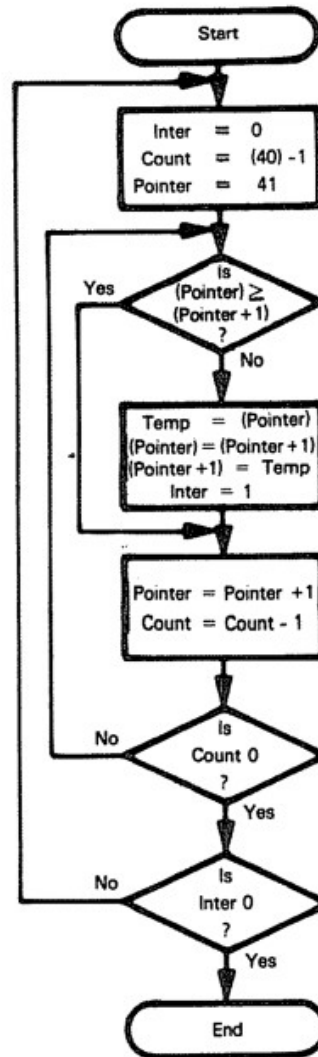 Start
Inter = 0
Count = (40) - 1
Pointer = 41
Is
(Pointer) ≥
(Pointer + 1)
?
Yes
No
Temp = (Pointer)
(Pointer) = (Pointer + 1)
(Pointer + 1) = Temp
Inter = 1
Pointer = Pointer + 1
Count = Count - 1
Is
Count 0
?
No
Yes
Is
Inter 0
?
No
Yes
End